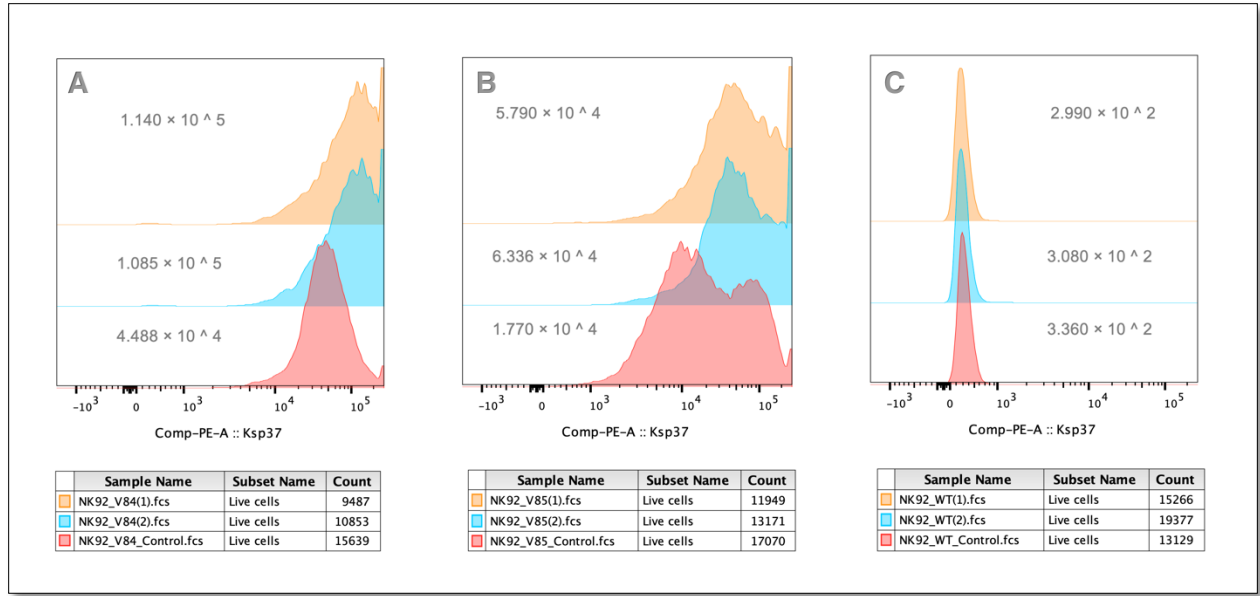 A
1.140 × 10 ^ 5
1.085 × 10 ^ 5
4.488 × 10 ^ 4
-10³ 0 10³ 10⁴ 10⁵
Comp-PE-A :: Ksp37
Sample Name Subset Name Count
NK92_V84(1).fcs Live cells 9487
NK92_V84(2).fcs Live cells 10853
NK92_V84_Control.fcs Live cells 15639
B
5.790 × 10 ^ 4
6.336 × 10 ^ 4
1.770 × 10 ^ 4
-10³ 0 10³ 10⁴ 10⁵
Comp-PE-A :: Ksp37
Sample Name Subset Name Count
NK92_V85(1).fcs Live cells 11949
NK92_V85(2).fcs Live cells 13171
NK92_V85_Control.fcs Live cells 17070
C
2.990 × 10 ^ 2
3.080 × 10 ^ 2
3.360 × 10 ^ 2
-10³ 0 10³ 10⁴ 10⁵
Comp-PE-A :: Ksp37
Sample Name Subset Name Count
NK92_WT(1).fcs Live cells 15266
NK92_WT(2).fcs Live cells 19377
NK92_WT_Control.fcs Live cells 13129